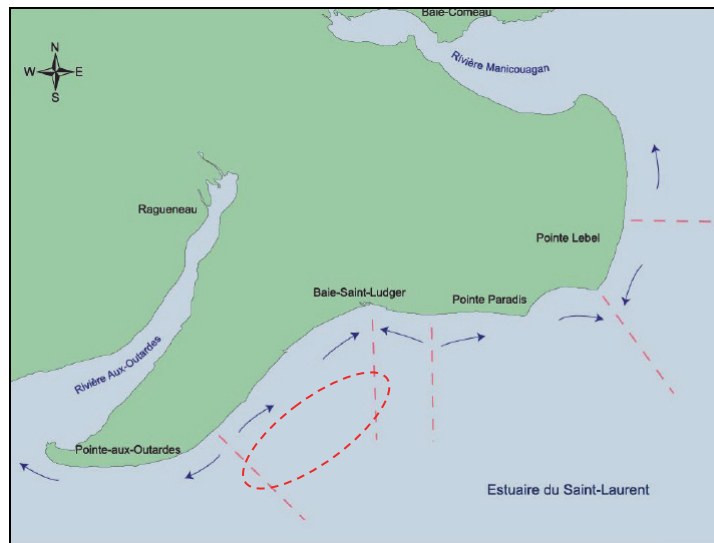 Baie-Comeau
N
W E
S
Rivière Manicouagan
Ragueneau
Pointe Lebel
Baie-Saint-Ludger
Pointe Paradis
Rivière Aux-Outardes
Pointe-aux-Outardes
Estuaire du Saint-Laurent